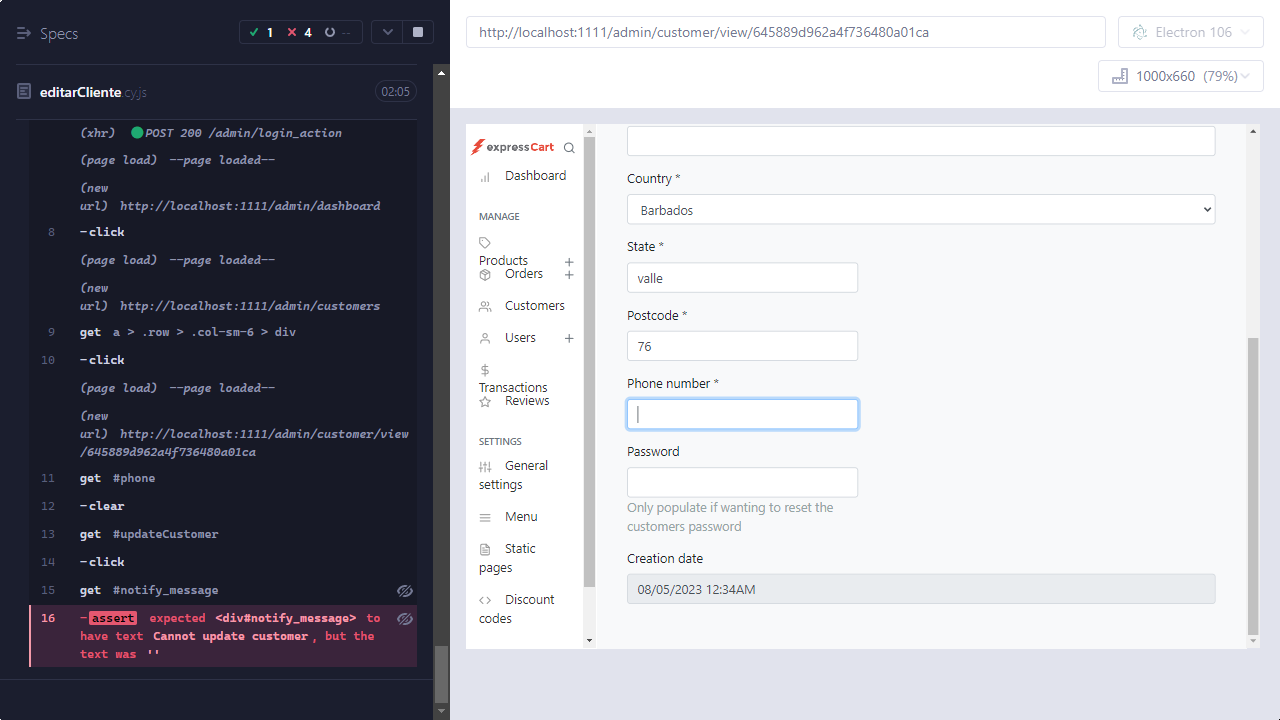 Specs
1
4
--
editarCliente.cy.js
02:05
(xhr) POST 200 /admin/login_action
(page load) --page loaded--
(new
url) http://localhost:1111/admin/dashboard
8 -click
(page load) --page loaded--
(new
url) http://localhost:1111/admin/customers
9 get a > .row > .col-sm-6 > div
10 -click
(page load) --page loaded--
(new
url) http://localhost:1111/admin/customer/view
/645889d962a4f736480a01ca
11 get #phone
12 -clear
13 get #updateCustomer
14 -click
15 get #notify_message
16 -assert expected <div#notify_message> to
have text Cannot update customer, but the
text was ''
http://localhost:1111/admin/customer/view/645889d962a4f736480a01ca
Electron 106
1000x660 (79%)
expressCart
Dashboard
MANAGE
Products +
Orders +
Customers
Users +
Transactions
Reviews
SETTINGS
General
settings
Menu
Static
pages
Discount
codes
Country *
Barbados
State *
valle
Postcode *
76
Phone number *
Password
Only populate if wanting to reset the
customers password
Creation date
08/05/2023 12:34AM